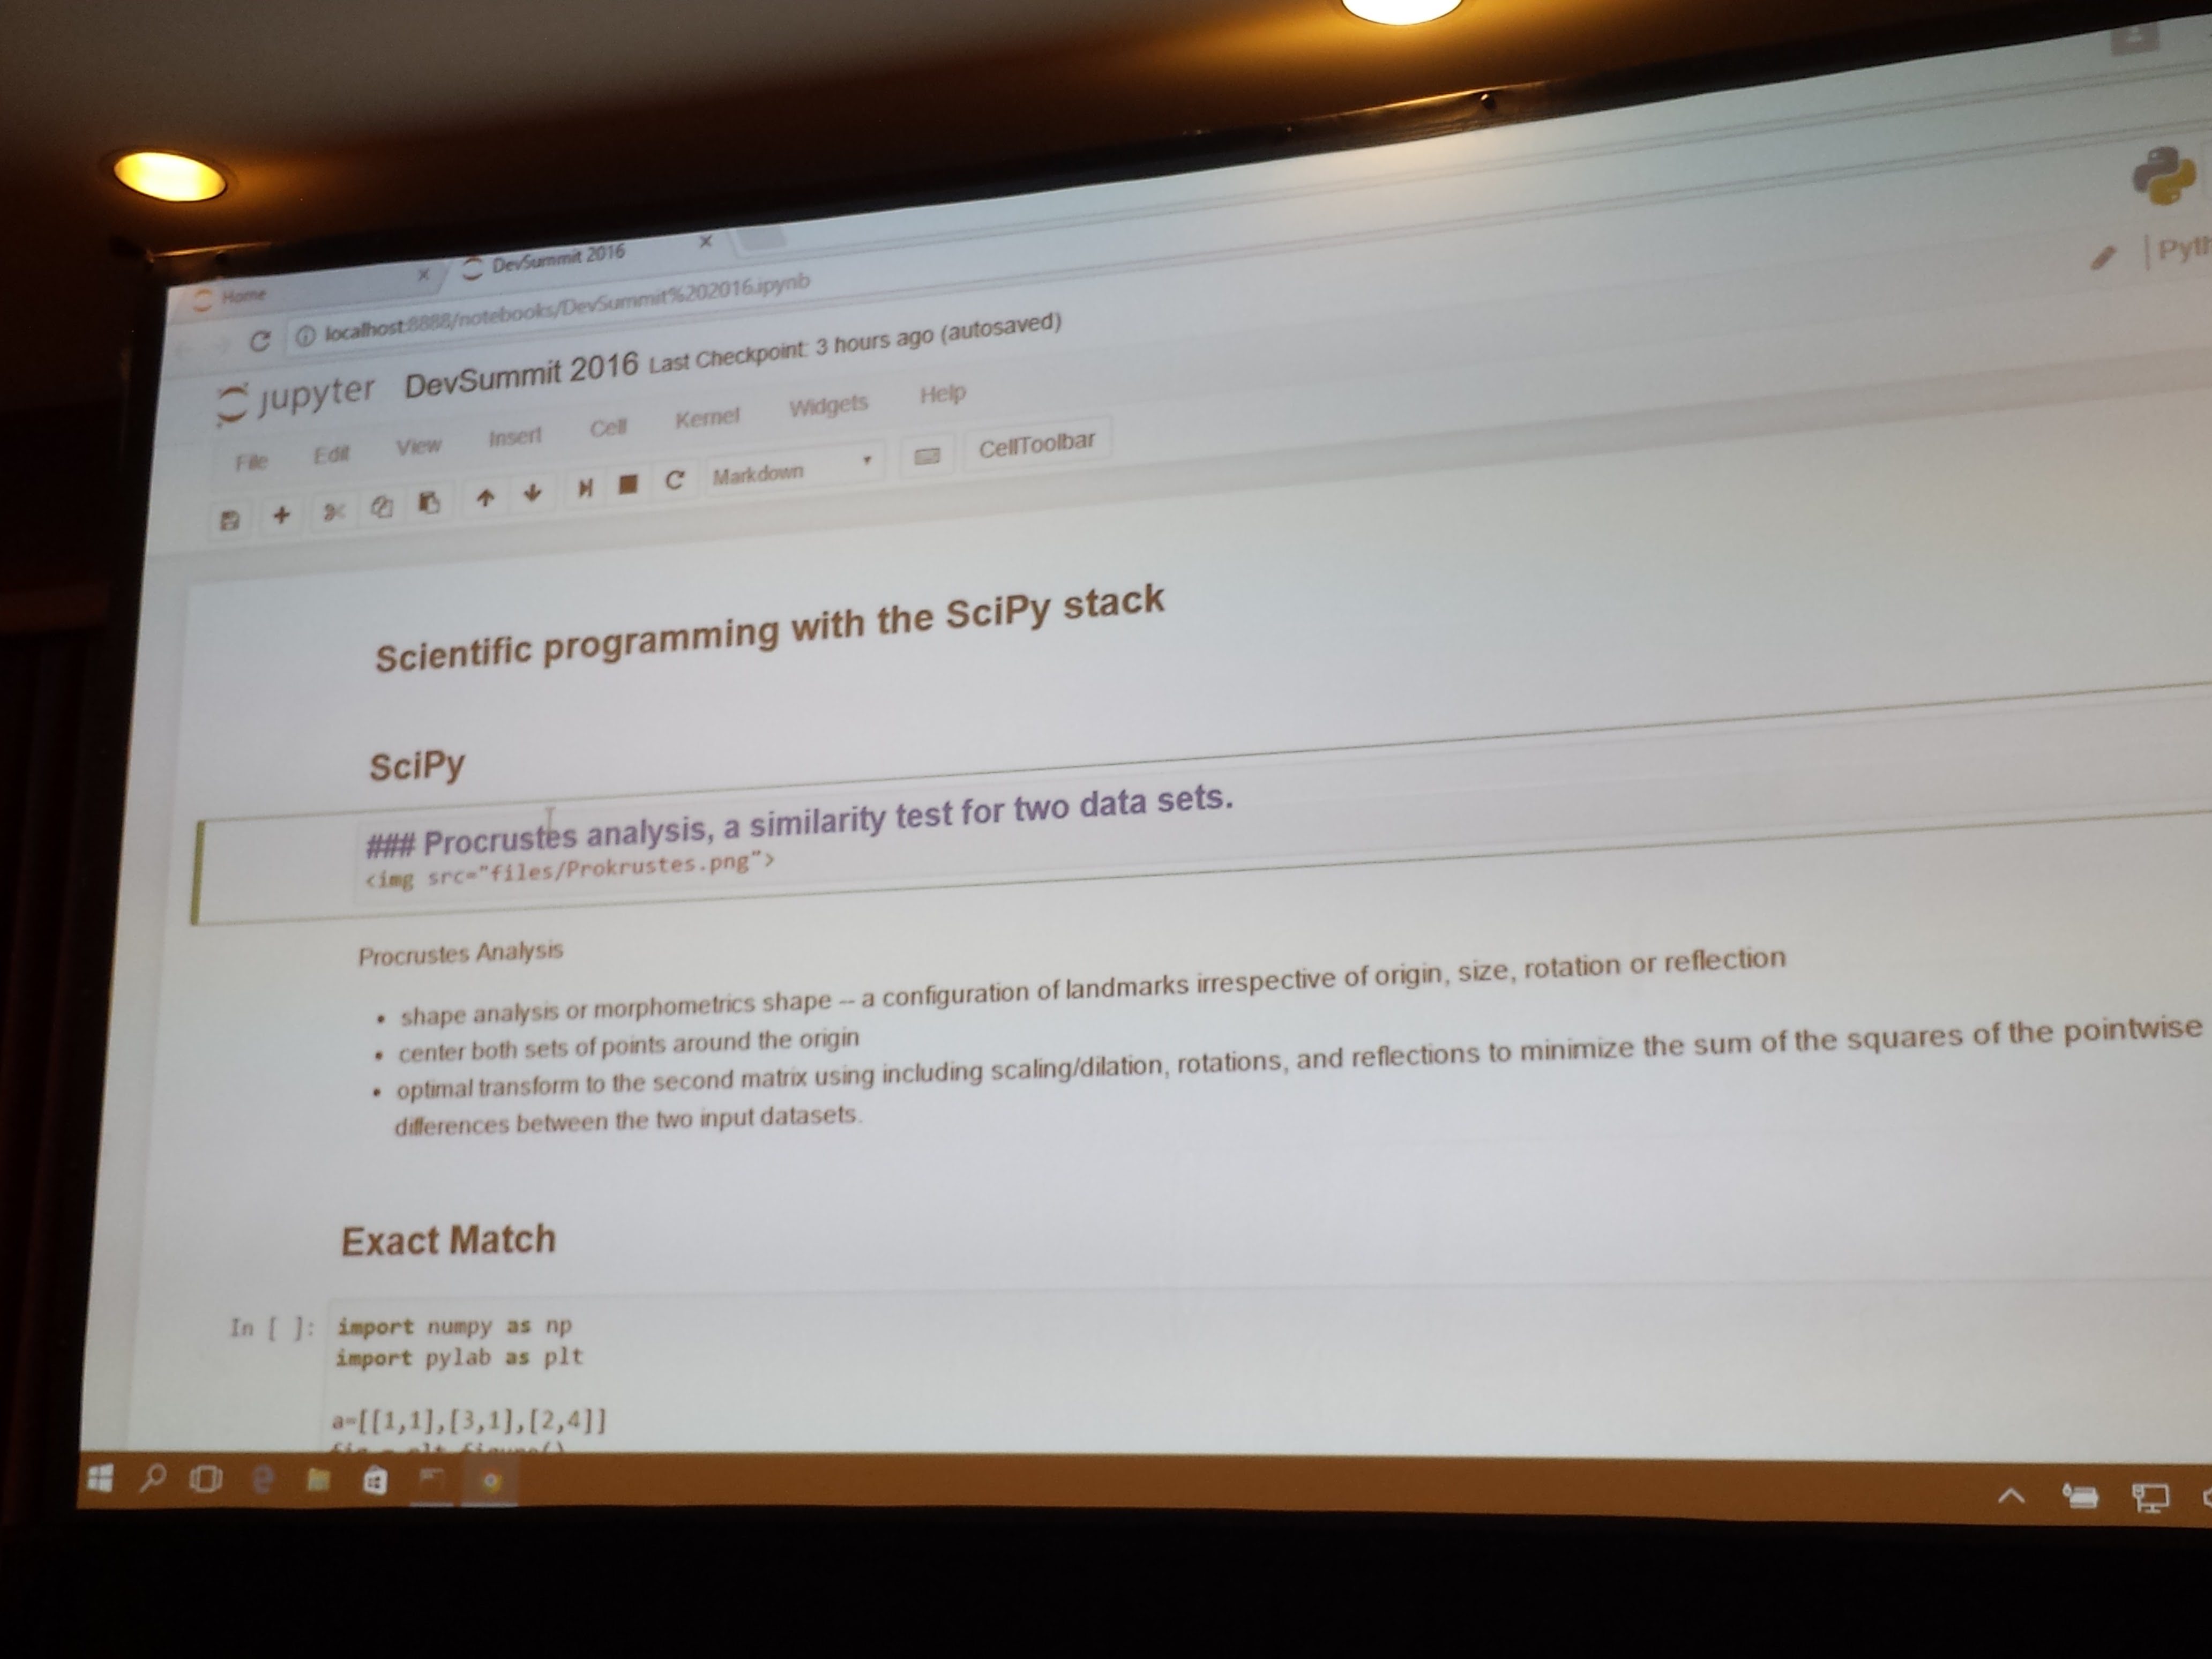 Home
DevSummit 2016
localhost:8888/notebooks/DevSummit%202016.ipynb
jupyter DevSummit 2016 Last Checkpoint: 3 hours ago (autosaved)
File Edit View Insert Cell Kernel Widgets Help
Markdown CellToolbar
Scientific programming with the SciPy stack
SciPy
### Procrustes analysis, a similarity test for two data sets.
<img src="files/Prokrustes.png">
Procrustes Analysis
• shape analysis or morphometrics shape -- a configuration of landmarks irrespective of origin, size, rotation or reflection
• center both sets of points around the origin
• optimal transform to the second matrix using including scaling/dilation, rotations, and reflections to minimize the sum of the squares of the pointwise
differences between the two input datasets.
Exact Match
In [ ]: import numpy as np
import pylab as plt
a=[[1,1],[3,1],[2,4]]